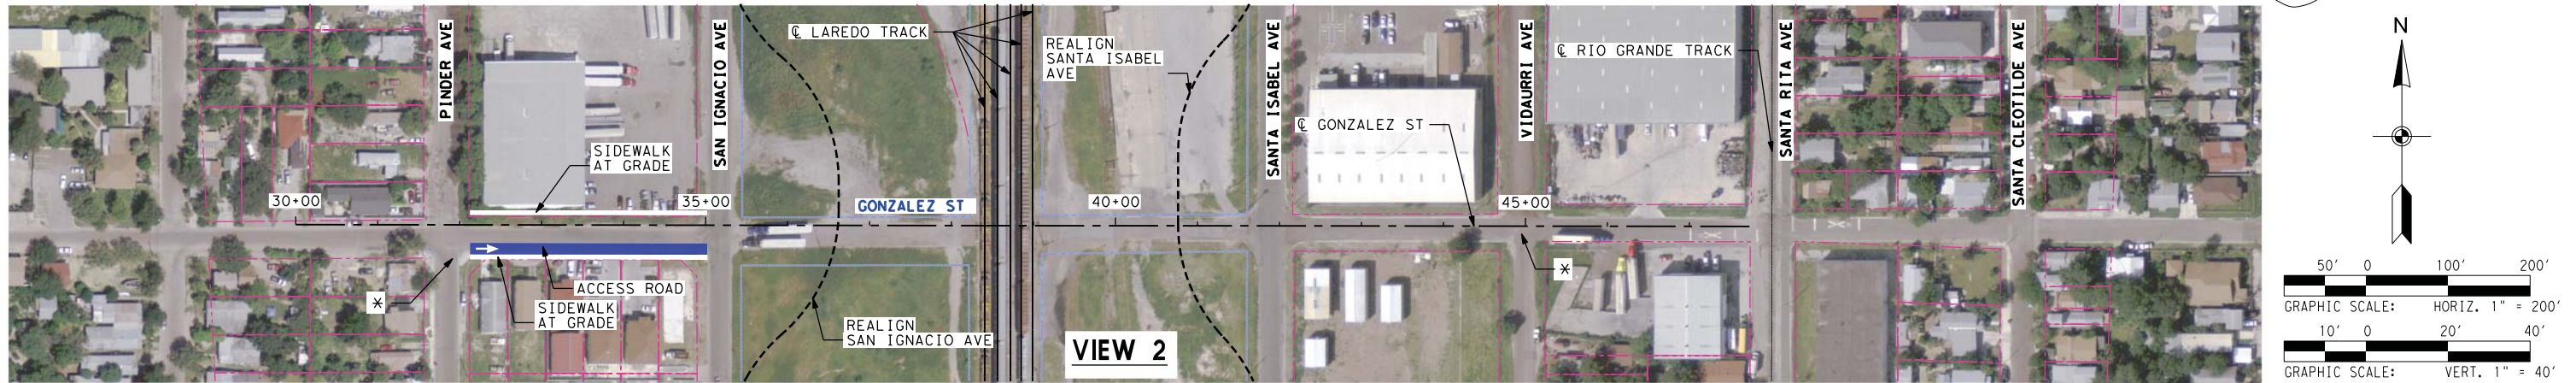 PINDER AVE
SAN IGNACIO AVE
℄ LAREDO TRACK
REALIGN
SANTA ISABEL
AVE
SANTA ISABEL AVE
VIDAURRI AVE
℄ RIO GRANDE TRACK
SANTA RITA AVE
SANTA CLEOTILDE AVE
N
℄ GONZALEZ ST
SIDEWALK
AT GRADE
30+00
35+00
GONZALEZ ST
40+00
45+00
*
*
ACCESS ROAD
SIDEWALK
AT GRADE
REALIGN
SAN IGNACIO AVE
VIEW 2
50' 0 100' 200'
GRAPHIC SCALE: HORIZ. 1" = 200'
10' 0 20' 40'
GRAPHIC SCALE: VERT. 1" = 40'